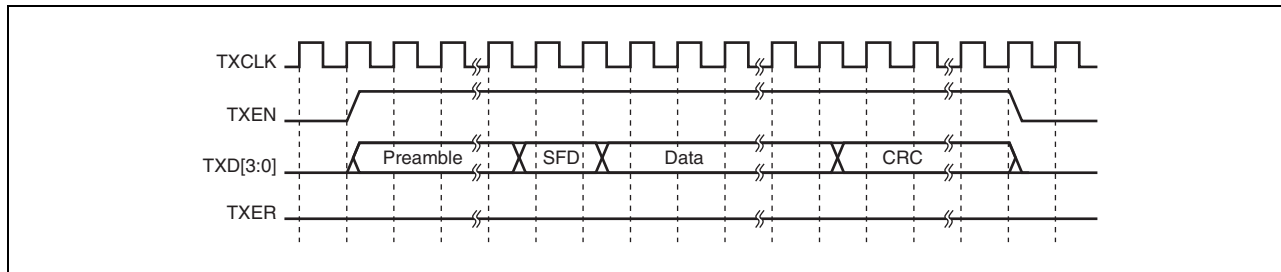 TXCLK
TXEN
TXD[3:0]
Preamble
SFD
Data
CRC
TXER